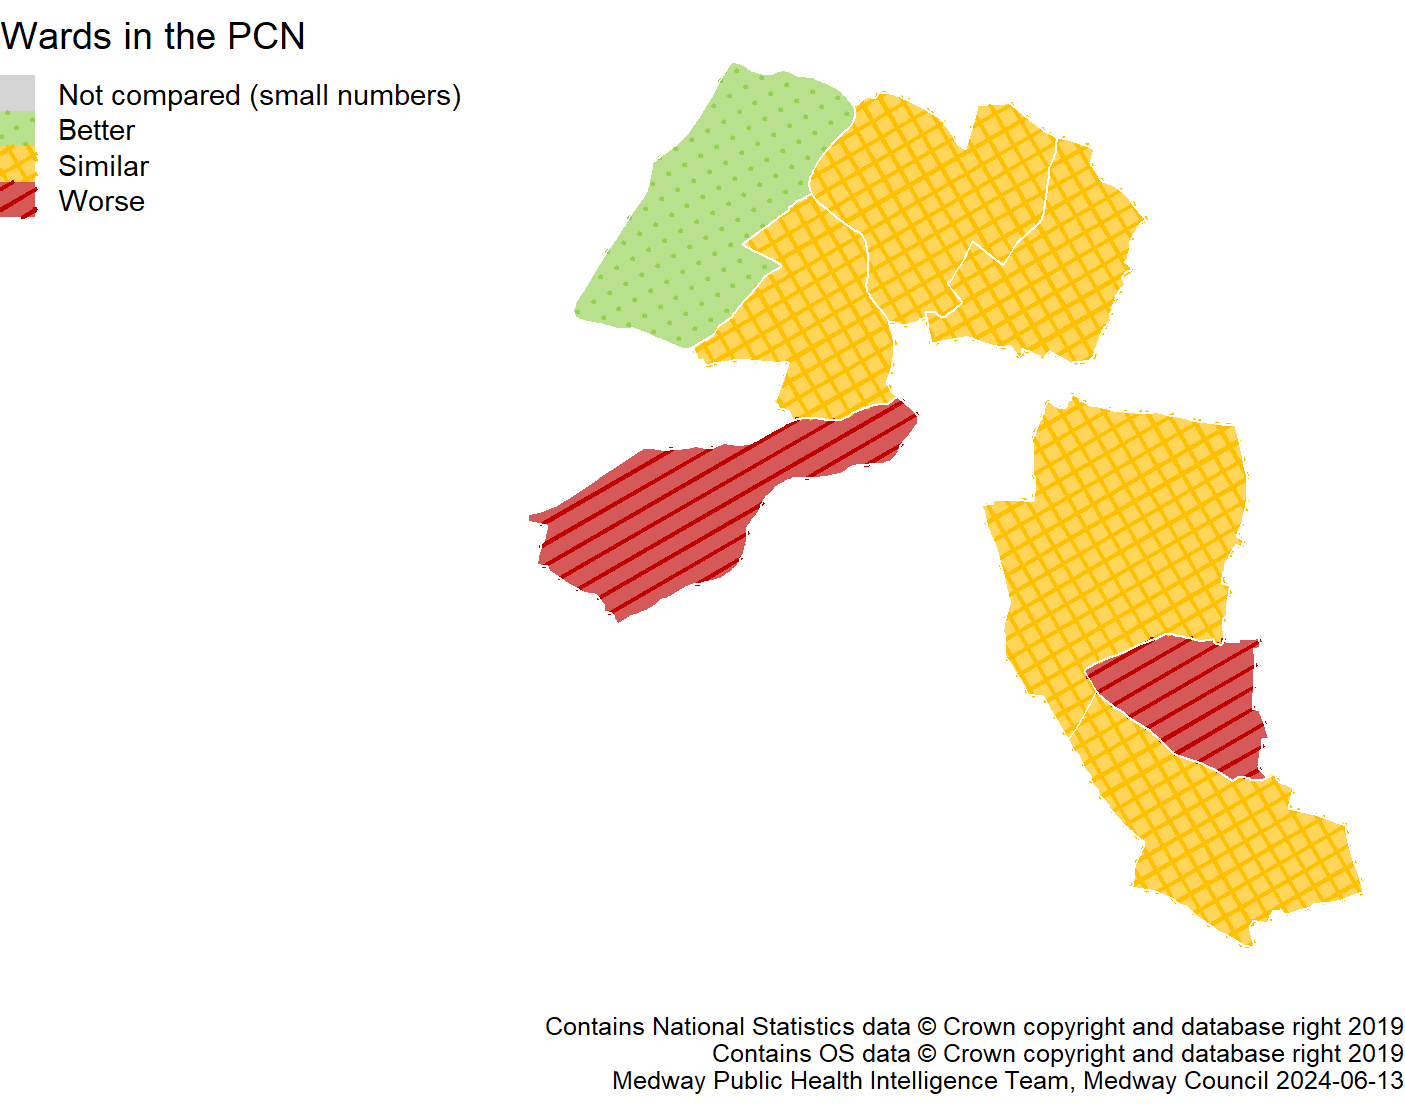 Wards in the PCN
Not compared (small numbers)
Better
Similar
Worse
Contains National Statistics data © Crown copyright and database right 2019
Contains OS data © Crown copyright and database right 2019
Medway Public Health Intelligence Team, Medway Council 2024-06-13